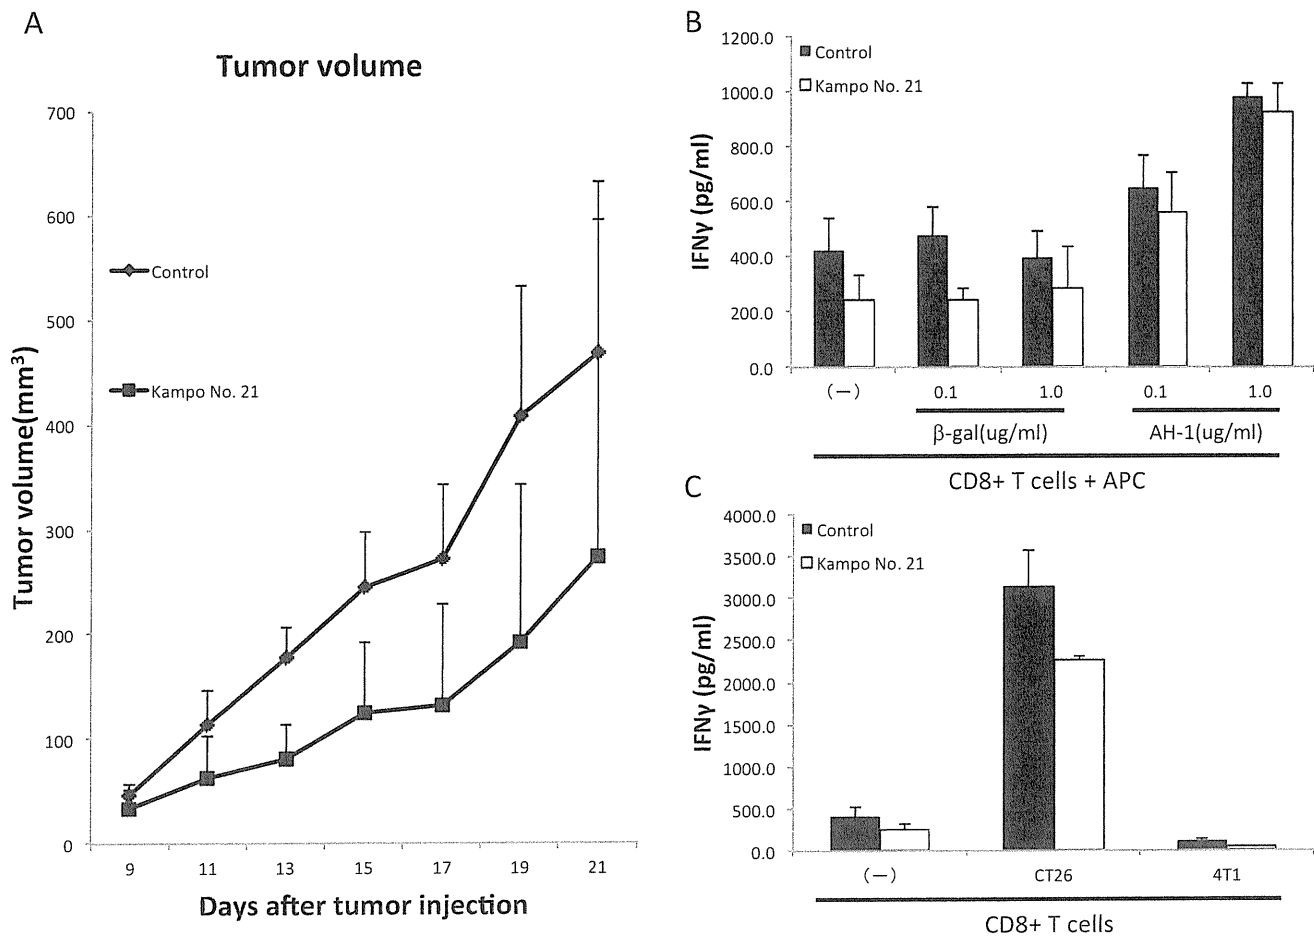 A
Tumor volume
700
600
500
400
300
200
100
0
Tumor volume(mm³)
Control
Kampo No. 21
9 11 13 15 17 19 21
Days after tumor injection
B
1200.0
1000.0
800.0
600.0
400.0
200.0
0.0
IFNγ (pg/ml)
Control
Kampo No. 21
(—) 0.1 1.0 0.1 1.0
β-gal(ug/ml) AH-1(ug/ml)
CD8+ T cells + APC
C
4000.0
3500.0
3000.0
2500.0
2000.0
1500.0
1000.0
500.0
0.0
IFNγ (pg/ml)
Control
Kampo No. 21
(—) CT26 4T1
CD8+ T cells